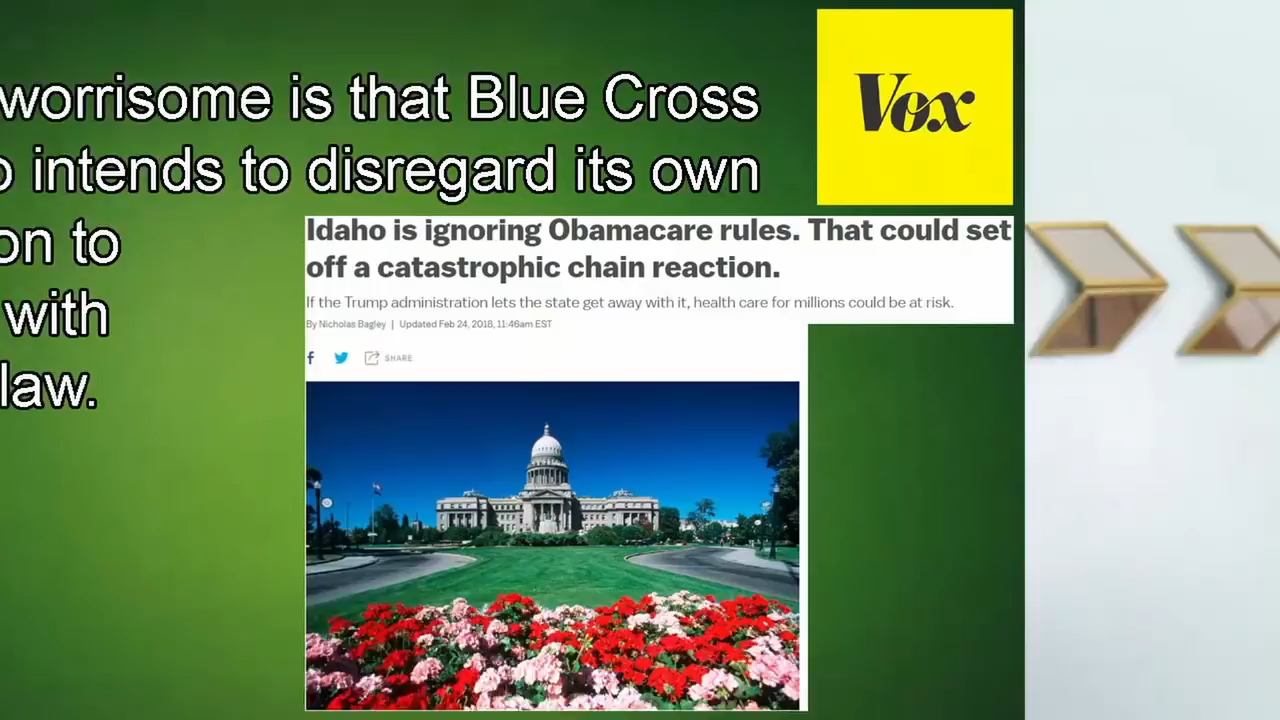 worrisome is that Blue Cross
o intends to disregard its own
on to
with
law.
Vox
Idaho is ignoring Obamacare rules. That could set
off a catastrophic chain reaction.
If the Trump administration lets the state get away with it, health care for millions could be at risk.
By Nicholas Bagley | Updated Feb 24, 2018, 11:46am EST
f SHARE